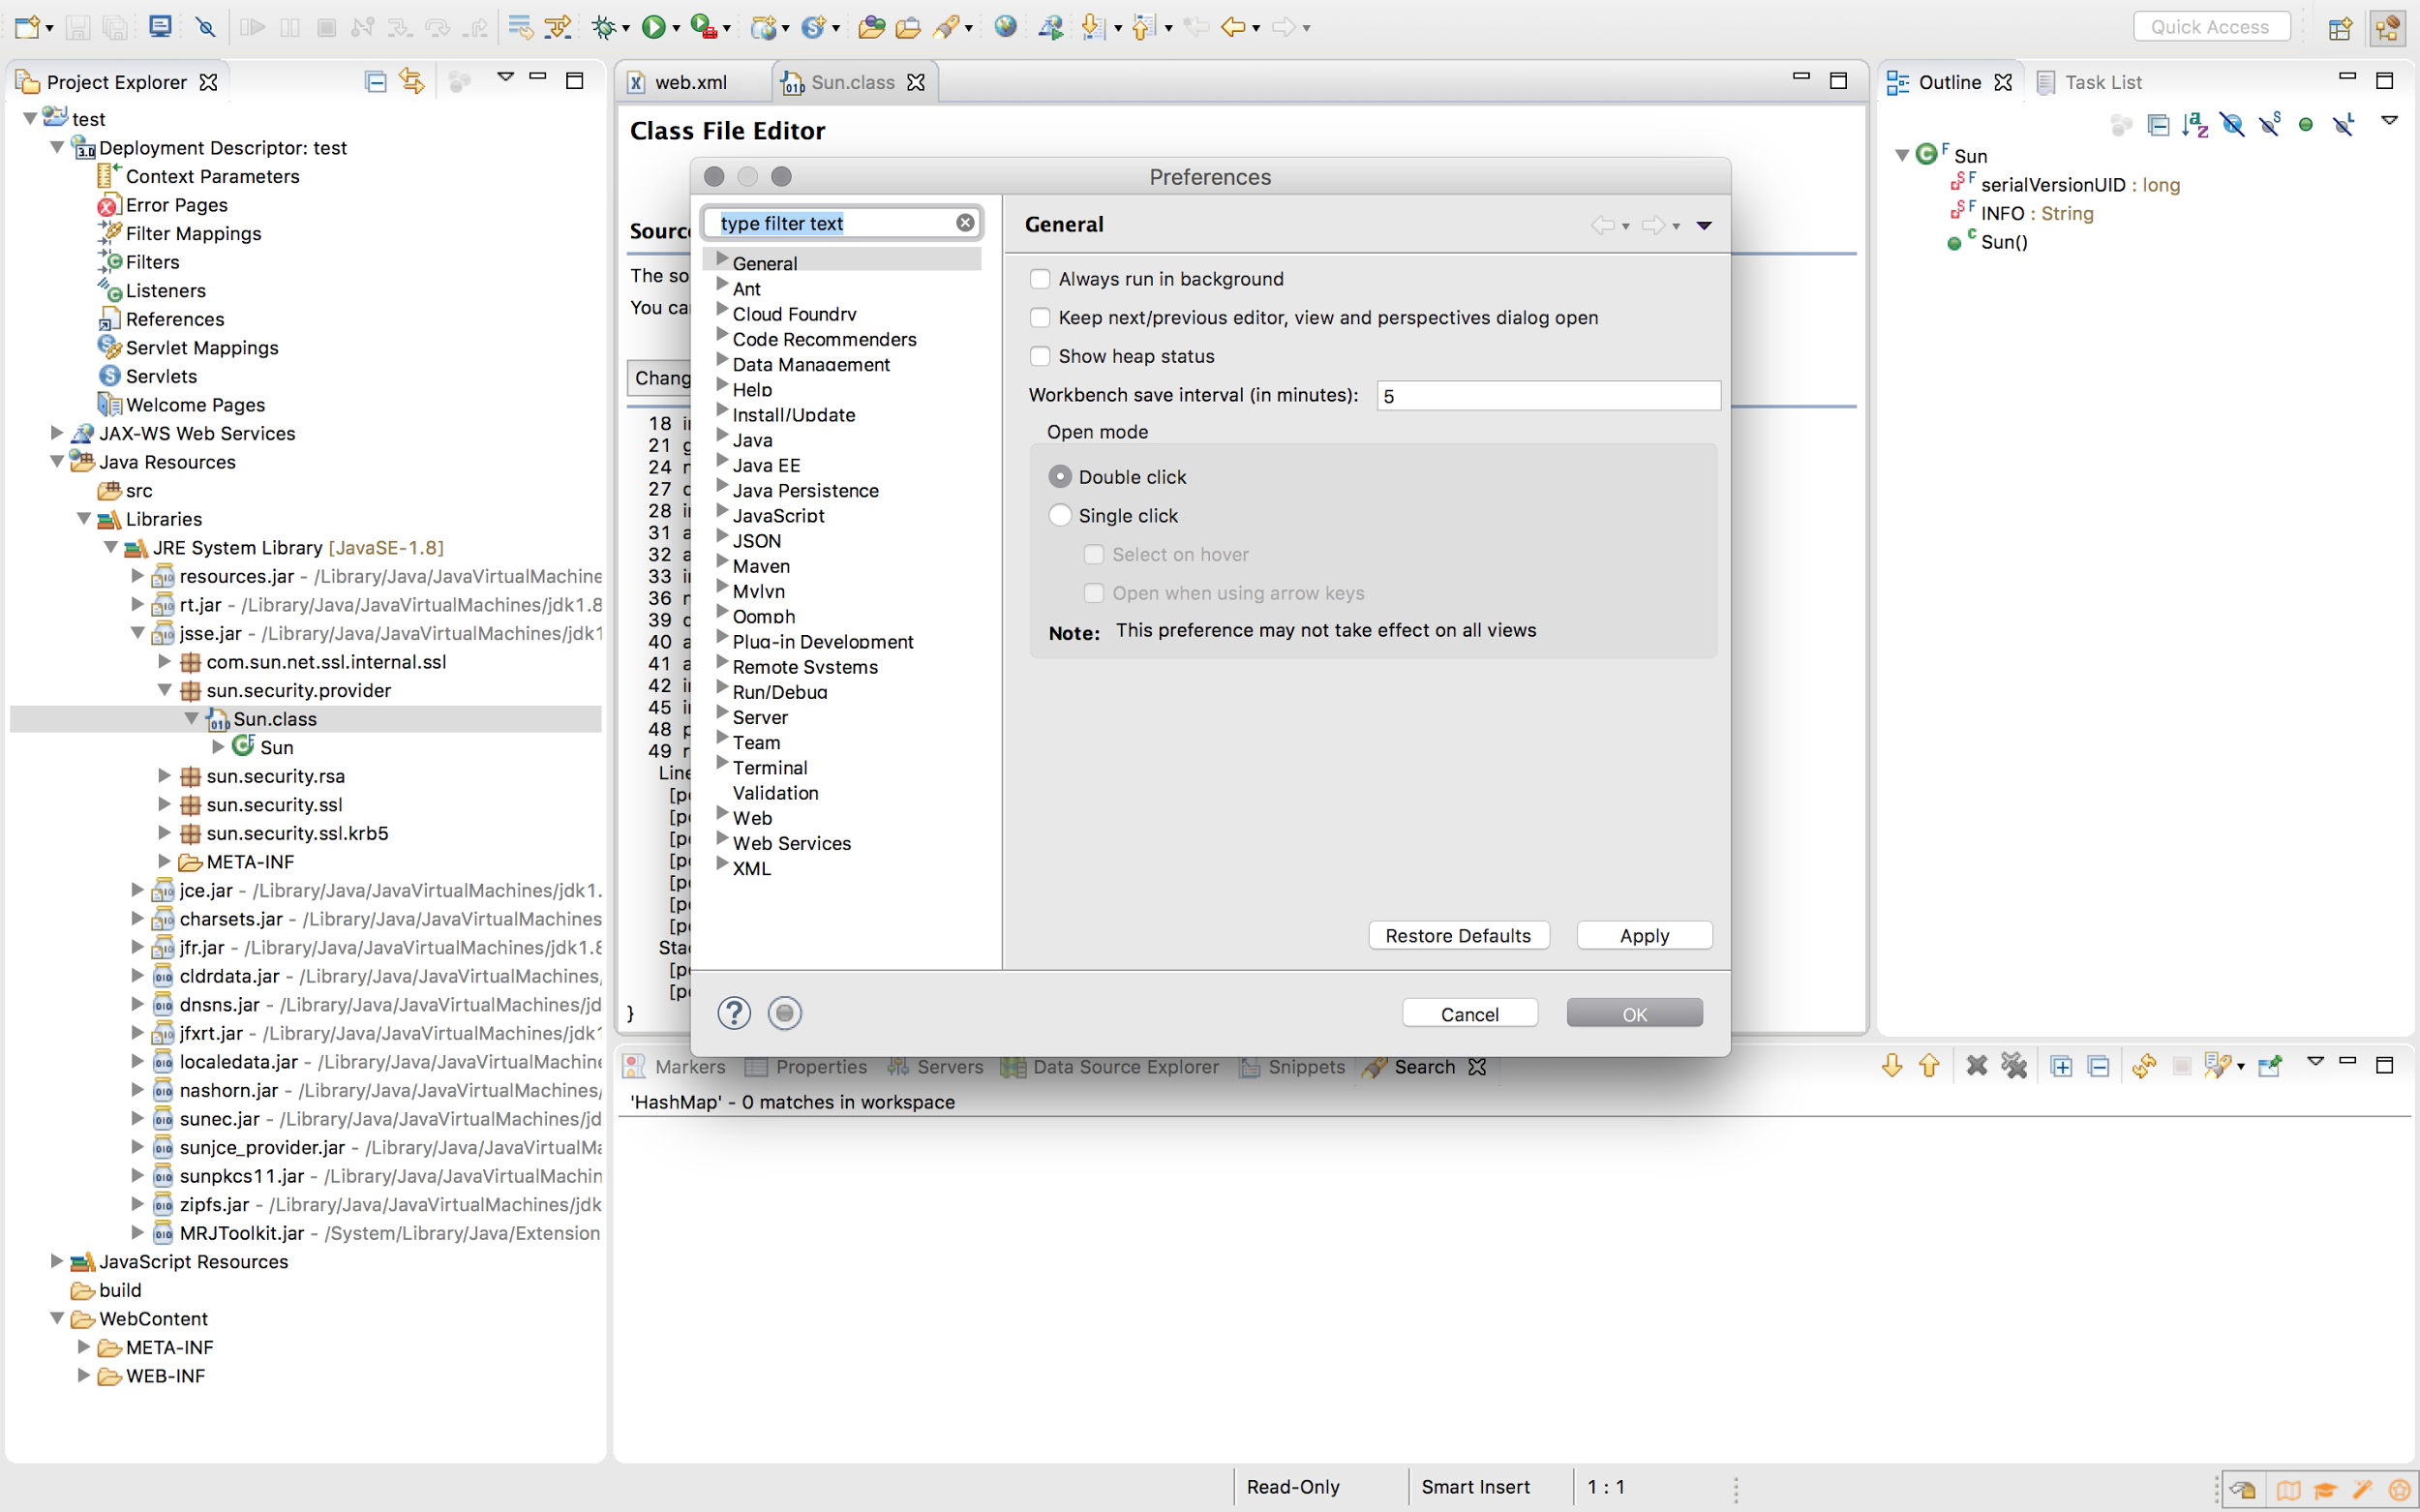 Quick Access
Project Explorer
test
Deployment Descriptor: test
Context Parameters
Error Pages
Filter Mappings
Filters
Listeners
References
Servlet Mappings
Servlets
Welcome Pages
JAX-WS Web Services
Java Resources
src
Libraries
JRE System Library [JavaSE-1.8]
resources.jar - /Library/Java/JavaVirtualMachine
rt.jar - /Library/Java/JavaVirtualMachines/jdk1.8
jsse.jar - /Library/Java/JavaVirtualMachines/jdk1
com.sun.net.ssl.internal.ssl
sun.security.provider
Sun.class
Sun
sun.security.rsa
sun.security.ssl
sun.security.ssl.krb5
META-INF
jce.jar - /Library/Java/JavaVirtualMachines/jdk1.
charsets.jar - /Library/Java/JavaVirtualMachines
jfr.jar - /Library/Java/JavaVirtualMachines/jdk1.8
cldrdata.jar - /Library/Java/JavaVirtualMachines,
dnsns.jar - /Library/Java/JavaVirtualMachines/jd
jfxrt.jar - /Library/Java/JavaVirtualMachines/jdk1
localedata.jar - /Library/Java/JavaVirtualMachine
nashorn.jar - /Library/Java/JavaVirtualMachines/
sunec.jar - /Library/Java/JavaVirtualMachines/jd
sunjce_provider.jar - /Library/Java/JavaVirtualMa
sunpkcs11.jar - /Library/Java/JavaVirtualMachin
zipfs.jar - /Library/Java/JavaVirtualMachines/jdk
MRJToolkit.jar - /System/Library/Java/Extension
JavaScript Resources
build
WebContent
META-INF
WEB-INF
web.xml
Sun.class
Class File Editor
Source
The so
You can
Chang
18 i
21 g
24 n
27 c
28 i
31 a
32 a
33 i
36 n
39 c
40 a
41 a
42 i
45 i
48 p
49 r
Line
[p
[p
[p
[p
[p
[p
[p
Stac
[p
[p
}
Preferences
type filter text
General
Ant
Cloud Foundry
Code Recommenders
Data Management
Help
Install/Update
Java
Java EE
Java Persistence
JavaScript
JSON
Maven
Mylyn
Oomph
Plug-in Development
Remote Systems
Run/Debug
Server
Team
Terminal
Validation
Web
Web Services
XML
General
Always run in background
Keep next/previous editor, view and perspectives dialog open
Show heap status
Workbench save interval (in minutes): 5
Open mode
Double click
Single click
Select on hover
Open when using arrow keys
Note: This preference may not take effect on all views
Restore Defaults
Apply
Cancel
OK
Outline
Task List
Sun
serialVersionUID : long
INFO : String
Sun()
Markers
Properties
Servers
Data Source Explorer
Snippets
Search
'HashMap' - 0 matches in workspace
Read-Only
Smart Insert
1 : 1